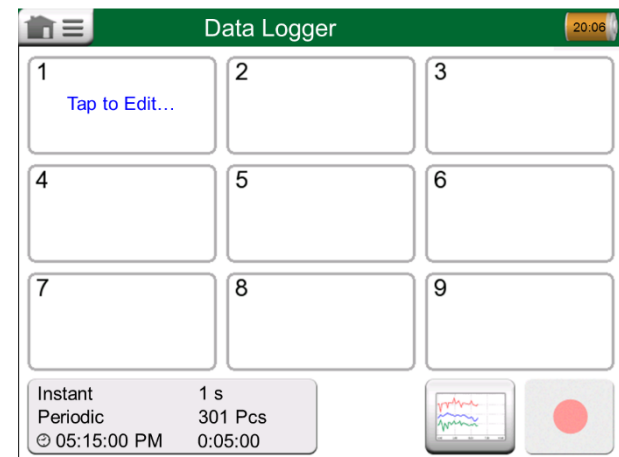 Data Logger 20:06
1 2 3
Tap to Edit...
4 5 6
7 8 9
Instant 1 s
Periodic 301 Pcs
05:15:00 PM 0:05:00